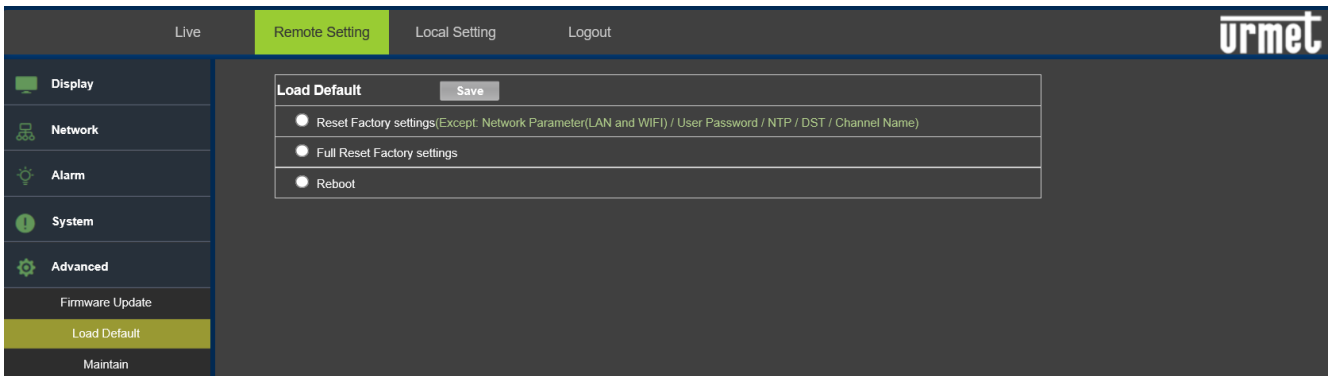 Live Remote Setting Local Setting Logout urmet
Display
Network
Alarm
System
Advanced
Firmware Update
Load Default
Maintain
Load Default Save
Reset Factory settings(Except: Network Parameter(LAN and WIFI) / User Password / NTP / DST / Channel Name)
Full Reset Factory settings
Reboot